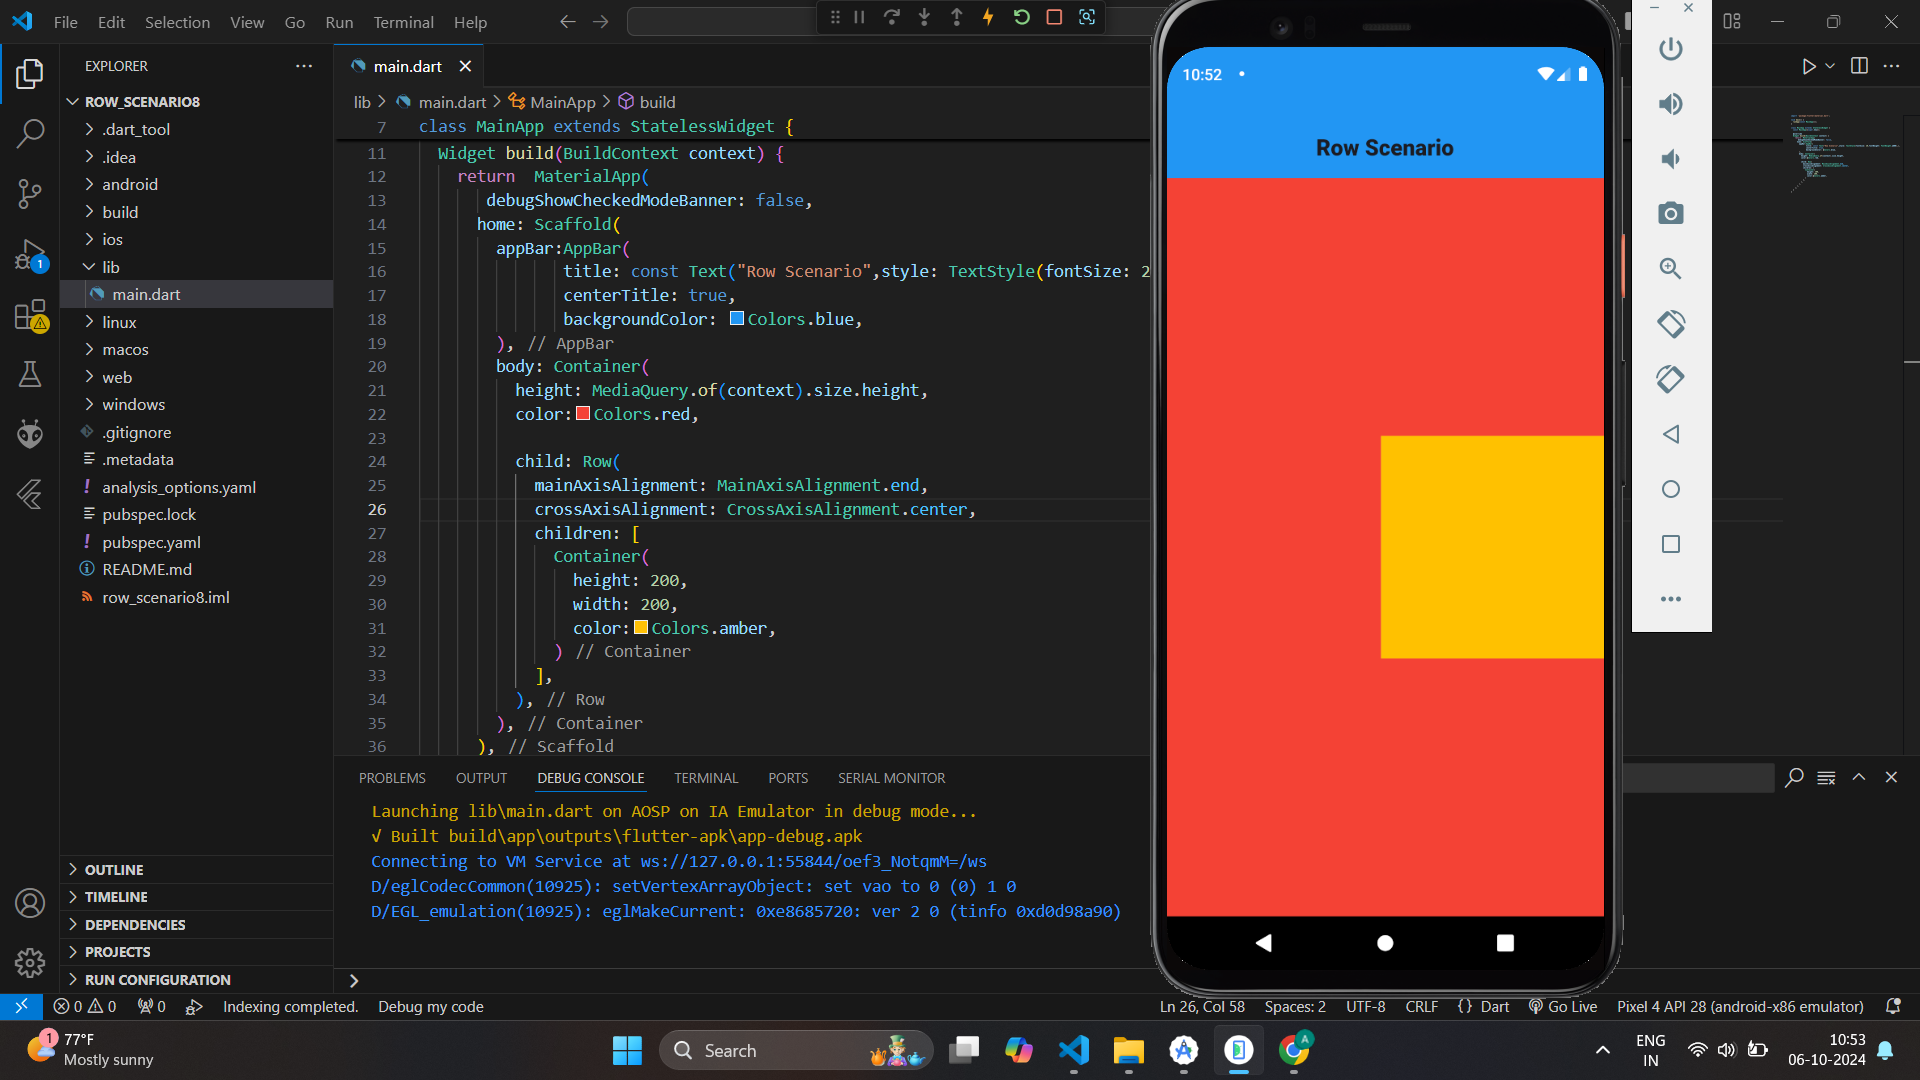 File Edit Selection View Go Run Terminal Help
EXPLORER
main.dart
ROW_SCENARIO8
.dart_tool
.idea
android
build
ios
lib
main.dart
linux
macos
web
windows
.gitignore
.metadata
analysis_options.yaml
pubspec.lock
pubspec.yaml
README.md
row_scenario8.iml
OUTLINE
TIMELINE
DEPENDENCIES
PROJECTS
RUN CONFIGURATION
1
lib > main.dart > MainApp > build
7 class MainApp extends StatelessWidget {
11 Widget build(BuildContext context) {
12 return MaterialApp(
13 debugShowCheckedModeBanner: false,
14 home: Scaffold(
15 appBar:AppBar(
16 title: const Text("Row Scenario",style: TextStyle(fontSize: 2
17 centerTitle: true,
18 backgroundColor: Colors.blue,
19 ), // AppBar
20 body: Container(
21 height: MediaQuery.of(context).size.height,
22 color: Colors.red,
23
24 child: Row(
25 mainAxisAlignment: MainAxisAlignment.end,
26 crossAxisAlignment: CrossAxisAlignment.center,
27 children: [
28 Container(
29 height: 200,
30 width: 200,
31 color: Colors.amber,
32 ) // Container
33 ],
34 ), // Row
35 ), // Container
36 ), // Scaffold
PROBLEMS OUTPUT DEBUG CONSOLE TERMINAL PORTS SERIAL MONITOR
Launching lib\main.dart on AOSP on IA Emulator in debug mode...
√ Built build\app\outputs\flutter-apk\app-debug.apk
Connecting to VM Service at ws://127.0.0.1:55844/oef3_NotqmM=/ws
D/eglCodecCommon(10925): setVertexArrayObject: set vao to 0 (0) 1 0
D/EGL_emulation(10925): eglMakeCurrent: 0xe8685720: ver 2 0 (tinfo 0xd0d98a90)
10:52
Row Scenario
0 0 0 Indexing completed. Debug my code
Ln 26, Col 58 Spaces: 2 UTF-8 CRLF {} Dart Go Live Pixel 4 API 28 (android-x86 emulator)
1
77°F
Mostly sunny
Search
A
ENG
IN
10:53
06-10-2024